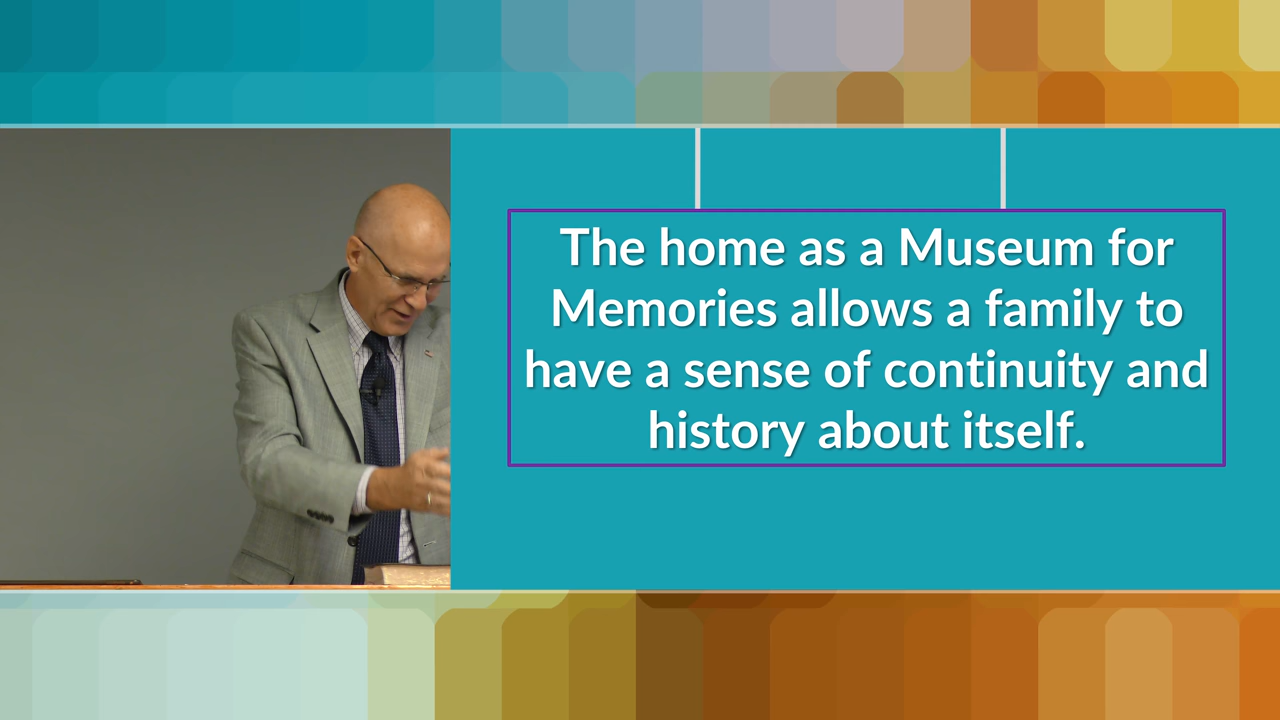 The home as a Museum for
Memories allows a family to
have a sense of continuity and
history about itself.